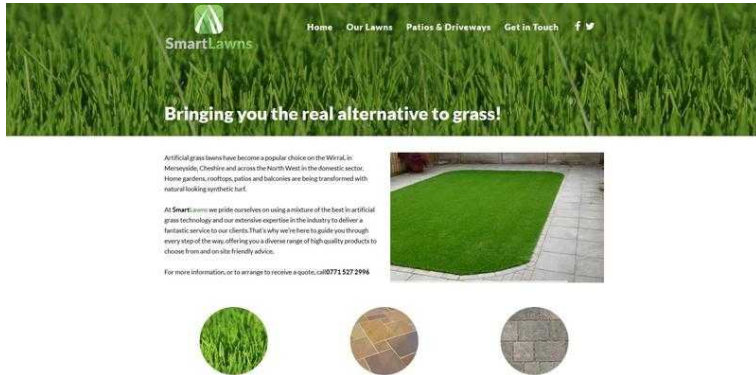 Home Our Lawns Patios & Driveways Get in Touch
SmartLawns
Bringing you the real alternative to grass!
Artificial grass lawns have become a popular choice on the Wirral, in
Merseyside, Cheshire and across the North West in the domestic sector.
Home gardens, rooftops, patios and balconies are being transformed with
natural looking synthetic turf.
At SmartLawns we pride ourselves on using a mixture of the best in artificial
grass technology and our extensive expertise in the industry to deliver a
fantastic service to our clients.That's why we're here to guide you through
every step of the way, offering you a diverse range of high quality products to
choose from and on site friendly advice.
For more information, or to arrange to receive a quote, call0771 527 2996